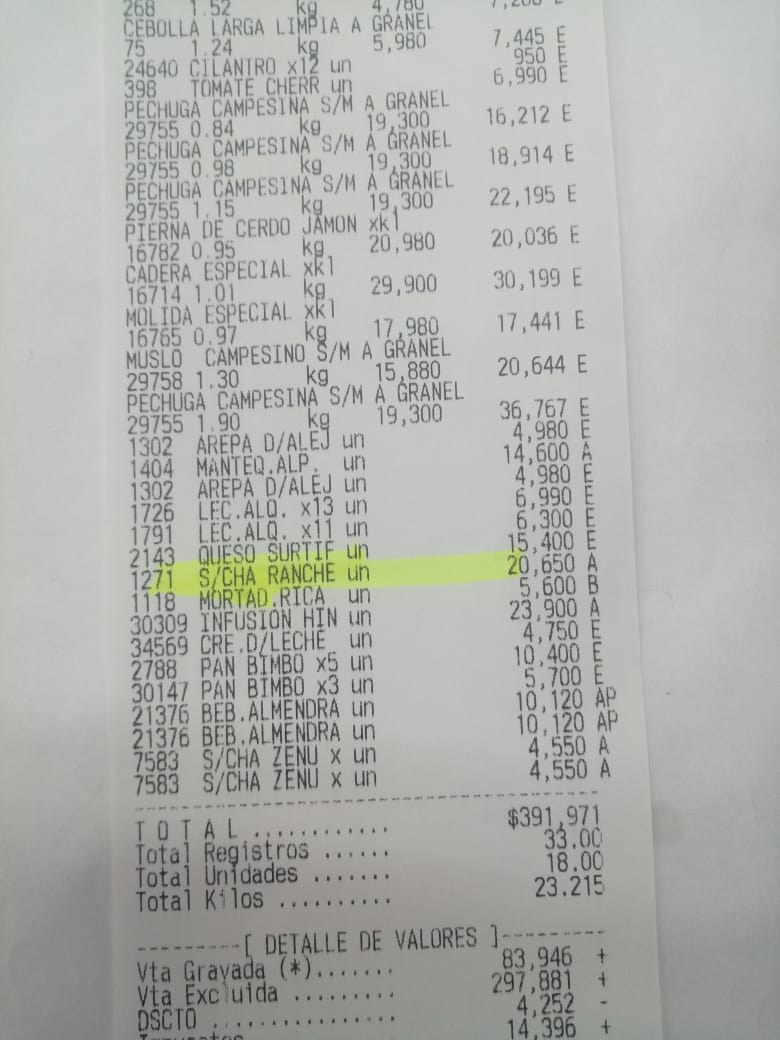 268 1.52 kg 4,780 7,266 E
CEBOLLA LARGA LIMPIA A GRANEL
75 1.24 kg 5,980 7,445 E
24640 CILANTRO x12 un 950 E
398 TOMATE CHERR un 6,990 E
PECHUGA CAMPESINA S/M A GRANEL
29755 0.84 kg 19,300 16,212 E
PECHUGA CAMPESINA S/M A GRANEL
29755 0.98 kg 19,300 18,914 E
PECHUGA CAMPESINA S/M A GRANEL
29755 1.15 kg 19,300 22,195 E
PIERNA DE CERDO JAMON xk1
16782 0.95 kg 20,980 20,036 E
CADERA ESPECIAL xk1
16714 1.01 kg 29,900 30,199 E
MOLIDA ESPECIAL xk1
16765 0.97 kg 17,980 17,441 E
MUSLO CAMPESINO S/M A GRANEL
29758 1.30 kg 15,880 20,644 E
PECHUGA CAMPESINA S/M A GRANEL
29755 1.90 kg 19,300 36,767 E
1302 AREPA D/ALEJ un 4,980 E
1404 MANTEQ.ALP. un 14,600 A
1302 AREPA D/ALEJ un 4,980 E
1726 LEC.ALQ. x13 un 6,990 E
1791 LEC.ALQ. x11 un 6,300 E
2143 QUESO SURTIF un 15,400 E
1271 S/CHA RANCHE un 20,650 A
1118 MORTAD.RICA un 5,600 B
30309 INFUSION HIN un 23,900 A
34569 CRE.D/LECHE un 4,750 E
2788 PAN BIMBO x5 un 10,400 E
30147 PAN BIMBO x3 un 5,700 E
21376 BEB.ALMENDRA un 10,120 AP
21376 BEB.ALMENDRA un 10,120 AP
7583 S/CHA ZENU x un 4,550 A
7583 S/CHA ZENU x un 4,550 A
T O T A L ............ $391,971
Total Registros ...... 33.00
Total Unidades ....... 18.00
Total Kilos .......... 23.215
---------[ DETALLE DE VALORES ]---------
Vta Gravada (*)....... 83,946 +
Vta Excluida ......... 297,881 +
DSCTO ................ 4,252 -
14,396 +